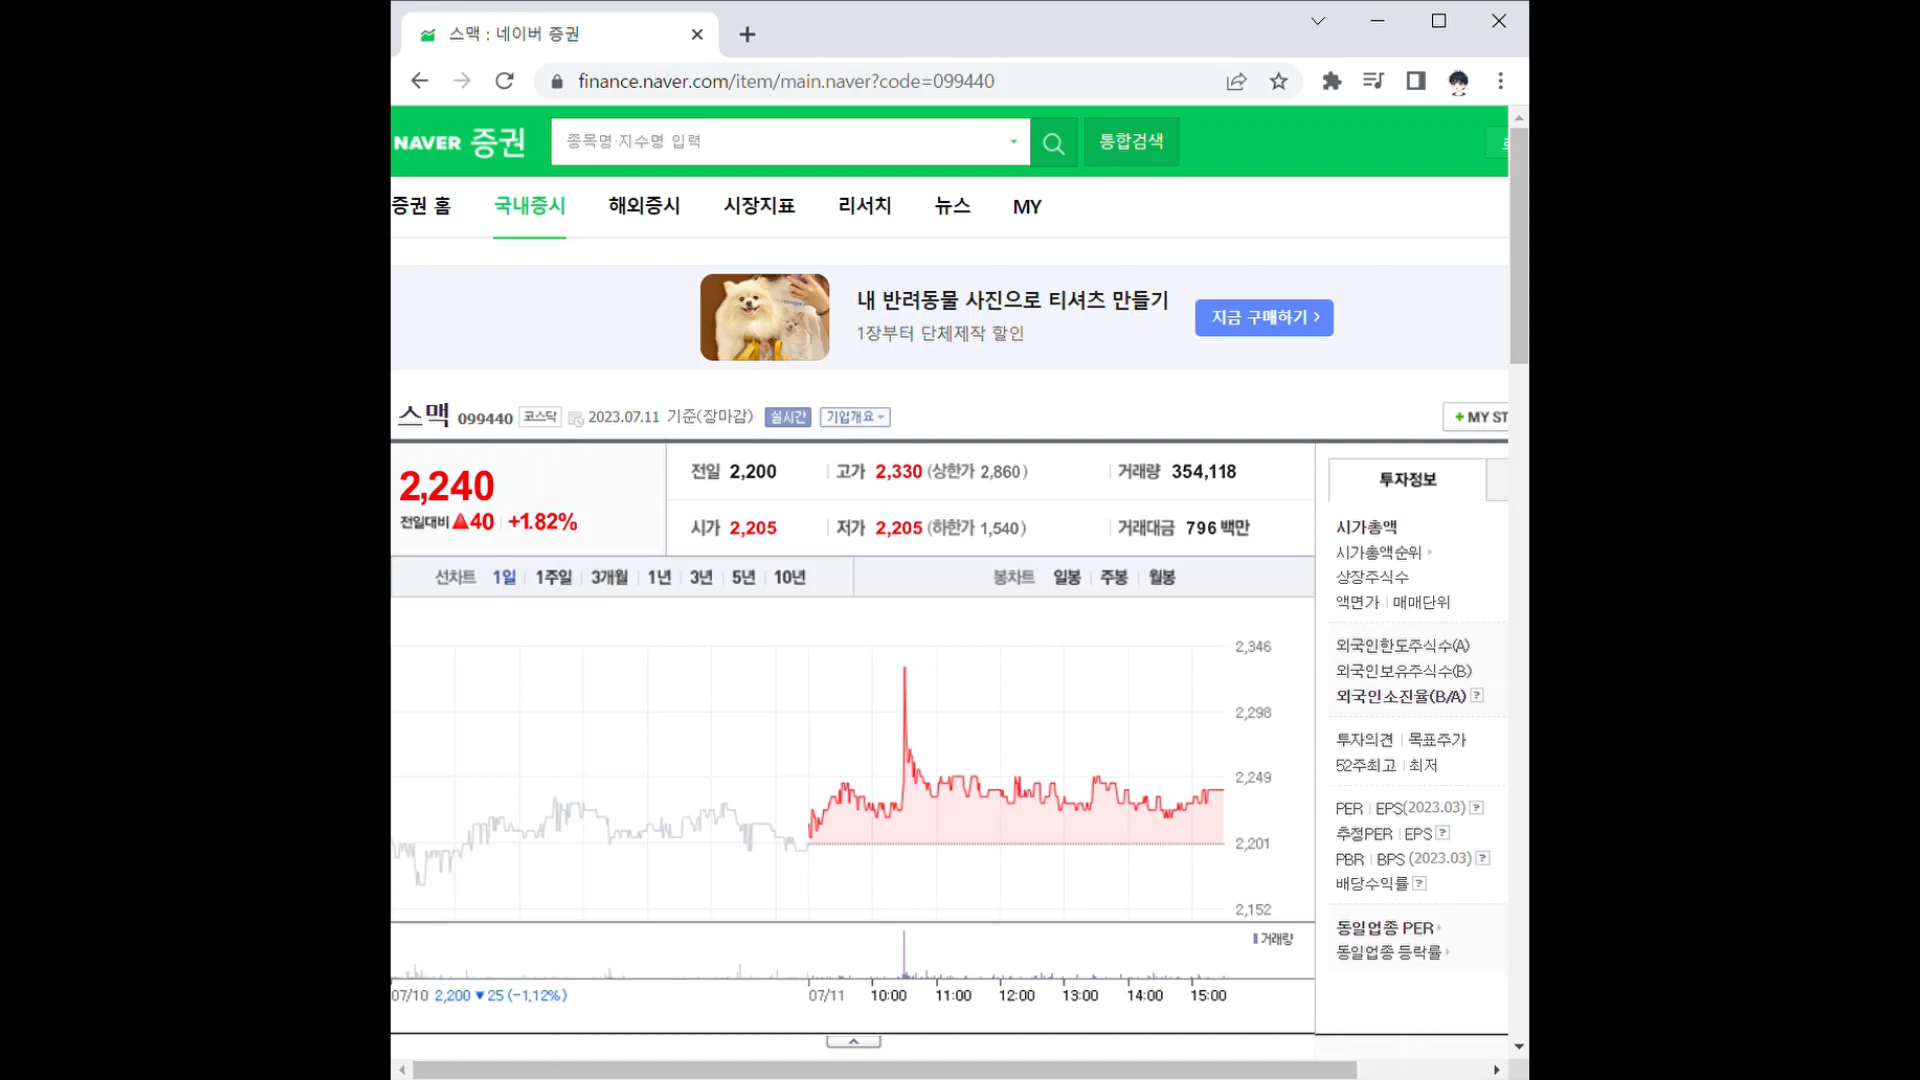 스맥 : 네이버 증권
finance.naver.com/item/main.naver?code=099440
NAVER 증권
종목명·지수명 입력
통합검색
증권 홈 국내증시 해외증시 시장지표 리서치 뉴스 MY
내 반려동물 사진으로 티셔츠 만들기
1장부터 단체제작 할인
지금 구매하기
스맥 099440 코스닥 2023.07.11 기준(장마감) 실시간 기업개요
+ MY ST
2,240
전일대비 ▲40 +1.82%
전일 2,200 고가 2,330 (상한가 2,860) 거래량 354,118
시가 2,205 저가 2,205 (하한가 1,540) 거래대금 796 백만
선차트 1일 1주일 3개월 1년 3년 5년 10년
봉차트 일봉 주봉 월봉
2,346
2,298
2,249
2,201
2,152
거래량
07/10 2,200 ▼25 (-1,12%)
07/11 10:00 11:00 12:00 13:00 14:00 15:00
투자정보
시가총액
시가총액순위
상장주식수
액면가 | 매매단위
외국인한도주식수(A)
외국인보유주식수(B)
외국인소진율(B/A) ?
투자의견 | 목표주가
52주최고 | 최저
PER | EPS(2023.03) ?
추정PER | EPS ?
PBR | BPS (2023.03) ?
배당수익률 ?
동일업종 PER
동일업종 등락률